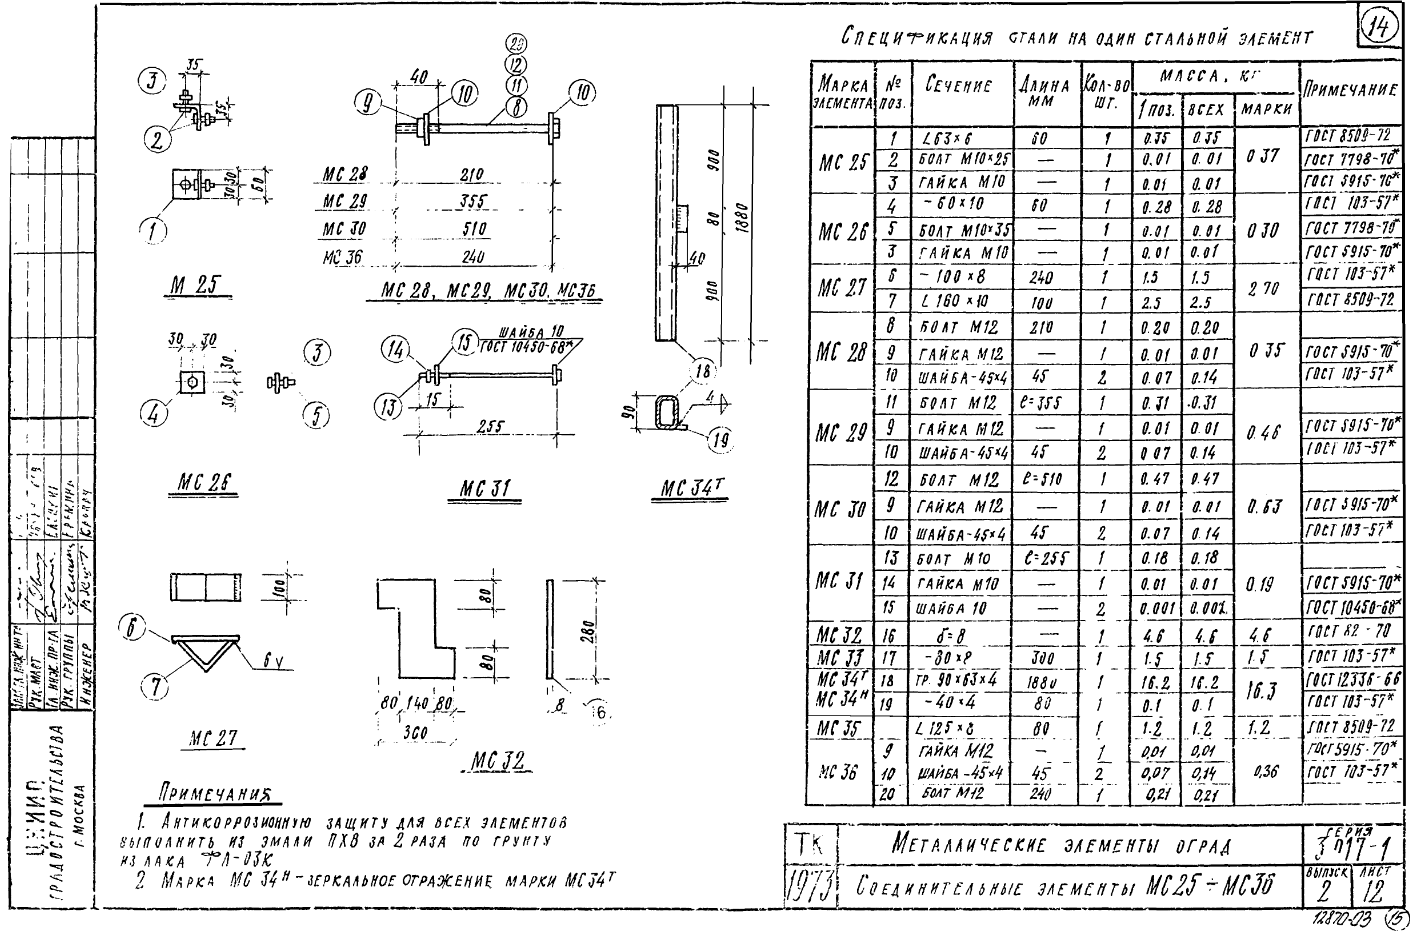 14
Спецификация стали на один стальной элемент
Марка элемента | № поз. | Сечение | Длина мм | Кол-во шт. | Масса, кг | Примечание
1 поз. | всех | марки
МС 25 | 1 | L63×6 | 60 | 1 | 0.35 | 0.35 | 0 37 | ГОСТ 8509-72
2 | болт М10×25 | — | 1 | 0.01 | 0.01 | ГОСТ 7798-70*
3 | гайка М10 | — | 1 | 0.01 | 0.01 | ГОСТ 5915-70*
МС 26 | 4 | -60×10 | 60 | 1 | 0.28 | 0.28 | 0 30 | ГОСТ 103-57*
5 | болт М10×35 | — | 1 | 0.01 | 0.01 | ГОСТ 7798-70*
3 | гайка М10 | — | 1 | 0.01 | 0.01 | ГОСТ 5915-70*
МС 27 | 6 | -100×8 | 240 | 1 | 1.5 | 1.5 | 2 70 | ГОСТ 103-57*
7 | L 160×10 | 100 | 1 | 2.5 | 2.5 | ГОСТ 8509-72
МС 28 | 8 | болт М12 | 210 | 1 | 0.20 | 0.20 | 0 35
9 | гайка М12 | — | 1 | 0.01 | 0.01 | ГОСТ 5915-70*
10 | шайба-45×4 | 45 | 2 | 0.07 | 0.14 | ГОСТ 103-57*
МС 29 | 11 | болт М12 | ℓ=355 | 1 | 0.31 | 0.31 | 0.46
9 | гайка М12 | — | 1 | 0.01 | 0.01 | ГОСТ 5915-70*
10 | шайба-45×4 | 45 | 2 | 0 07 | 0.14 | ГОСТ 103-57*
МС 30 | 12 | болт М12 | ℓ=510 | 1 | 0.47 | 0.47 | 0.63
9 | гайка М12 | — | 1 | 0.01 | 0.01 | ГОСТ 5915-70*
10 | шайба-45×4 | 45 | 2 | 0.07 | 0.14 | ГОСТ 103-57*
МС 31 | 13 | болт М10 | ℓ=255 | 1 | 0.18 | 0.18 | 0.19
14 | гайка М10 | — | 1 | 0.01 | 0.01 | ГОСТ 5915-70*
15 | шайба 10 | — | 2 | 0.001 | 0.002 | ГОСТ 10450-68*
МС 32 | 16 | δ=8 | — | 1 | 4.6 | 4.6 | 4.6 | ГОСТ 82-70
МС 33 | 17 | -80×8 | 300 | 1 | 1.5 | 1.5 | 1.5 | ГОСТ 103-57*
МС 34т | 18 | тр. 90×63×4 | 1880 | 1 | 16.2 | 16.2 | 16.3 | ГОСТ 12336-66
МС 34н | 19 | -40×4 | 80 | 1 | 0.1 | 0.1 | ГОСТ 103-57*
МС 35 | L 125×8 | 80 | 1 | 1.2 | 1.2 | 1.2 | ГОСТ 8509-72
МС 36 | 9 | гайка М12 | — | 1 | 0,01 | 0,01 | 0,36 | ГОСТ 5915-70*
10 | шайба-45×4 | 45 | 2 | 0,07 | 0,14 | ГОСТ 103-57*
20 | болт М12 | 240 | 1 | 0,21 | 0,21
3
35
35
2
30 30
60
1
М 25
20
12
11
8
40
9
10
10
МС 28 210
МС 29 355
МС 30 510
МС 36 240
МС 28, МС29, МС30, МС36
900
80
900
1880
40
18
90
4
19
МС 34т
30 30
30
30
4
3
5
МС 26
14
15
шайба 10
ГОСТ 10450-68*
13
15
255
МС 31
100
6
7
6
МС 27
80
80
80 140 80
360
280
8
16
МС 32
Примечания
1. Антикоррозионную защиту для всех элементов
выполнить из эмали ПХВ за 2 раза по грунту
из лака ФЛ-03К
2 Марка МС 34н - зеркальное отражение марки МС34т
ТК
1973
Металлические элементы оград
Соединительные элементы МС25 ÷ МС36
серия
3 017-1
выпуск
2
лист
12
12870-03 15
Рук. маст
Гл. инж. пр-та
Рук. группы
Инженер
ЦНИИП
градостроительства
г. Москва